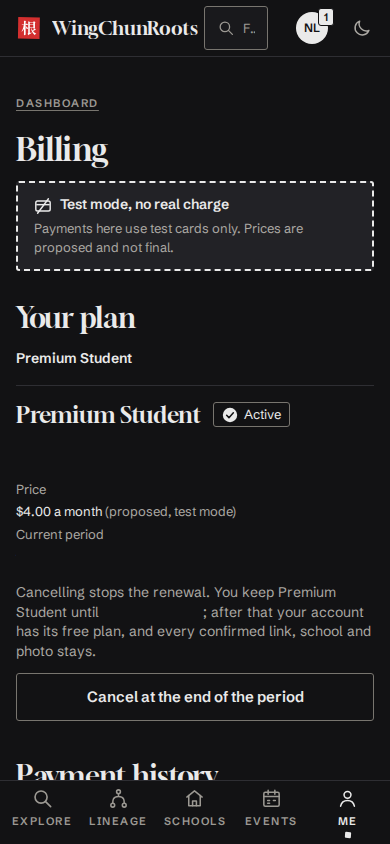 根 WingChunRoots F.. NL 1
DASHBOARD
Billing
Test mode, no real charge
Payments here use test cards only. Prices are
proposed and not final.
Your plan
Premium Student
Premium Student Active
Price
$4.00 a month (proposed, test mode)
Current period
Cancelling stops the renewal. You keep Premium
Student until ; after that your account
has its free plan, and every confirmed link, school and
photo stays.
Cancel at the end of the period
Payment history
EXPLORE LINEAGE SCHOOLS EVENTS ME